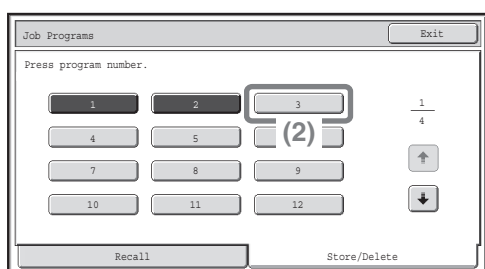 Job Programs Exit
Press program number.
1 2 3 1
4
(2)
4 5
7 8 9
10 11 12
Recall Store/Delete